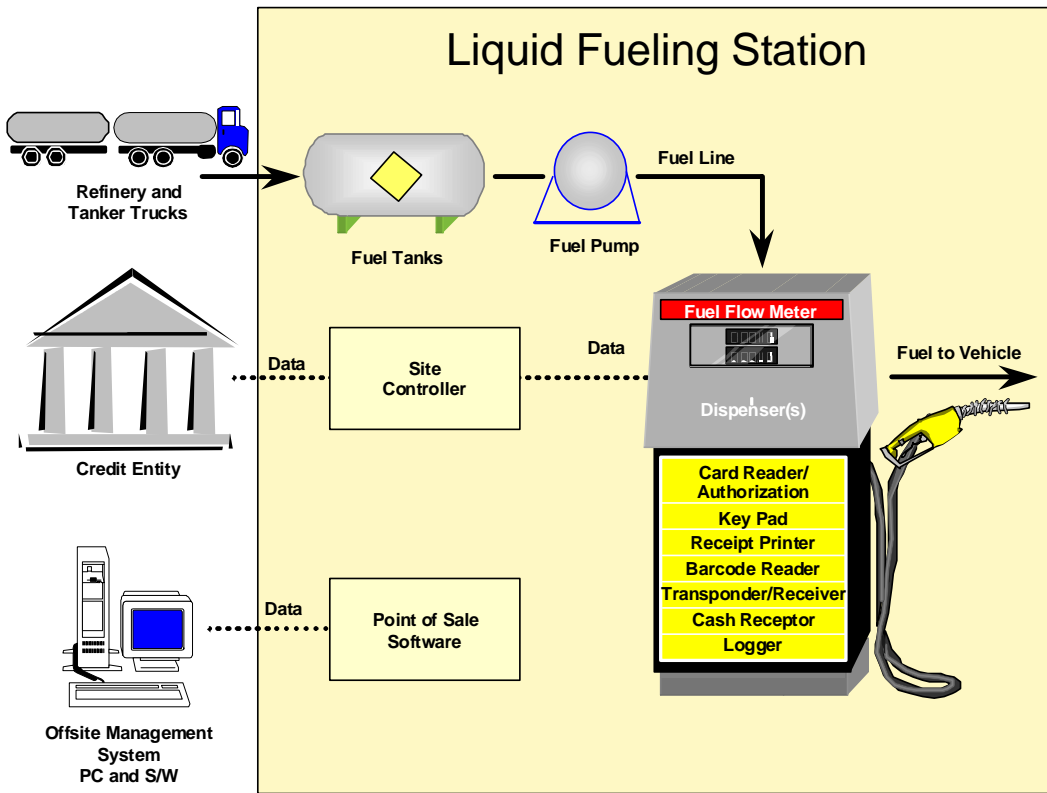 Liquid Fueling Station
Refinery and
Tanker Trucks
Fuel Tanks
Fuel Pump
Fuel Line
Fuel Flow Meter
Dispenser(s)
Fuel to Vehicle
Credit Entity
Data
Site
Controller
Data
Card Reader/
Authorization
Key Pad
Receipt Printer
Barcode Reader
Transponder/Receiver
Cash Receptor
Logger
Offsite Management
System
PC and S/W
Data
Point of Sale
Software